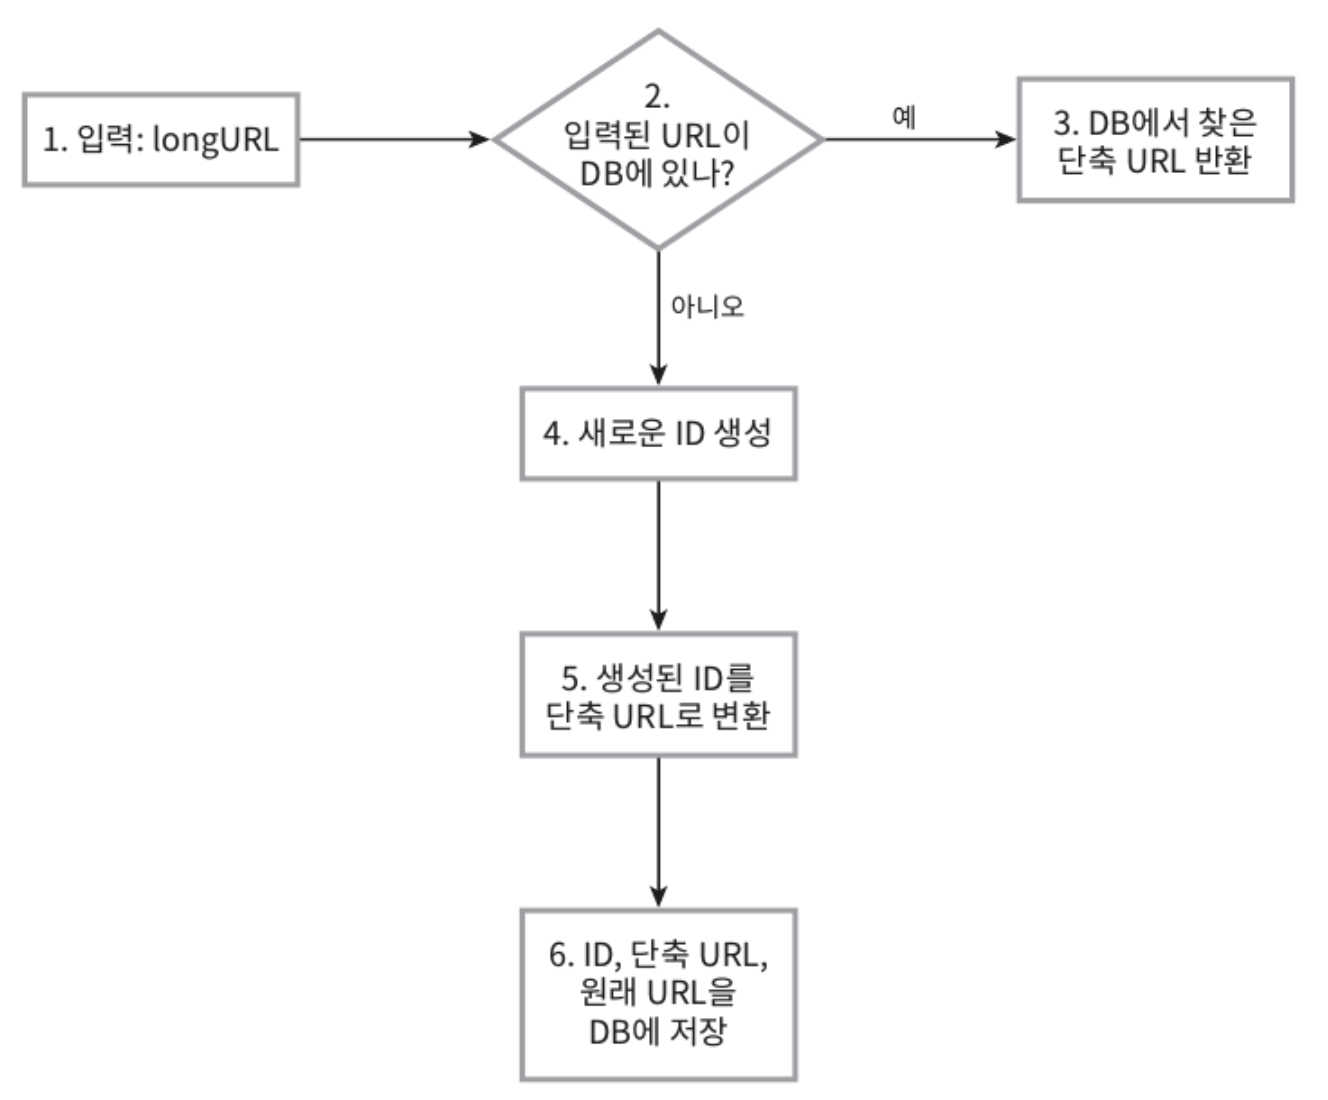 1. 입력: longURL
2.
입력된 URL이
DB에 있나?
예
3. DB에서 찾은
단축 URL 반환
아니오
4. 새로운 ID 생성
5. 생성된 ID를
단축 URL로 변환
6. ID, 단축 URL,
원래 URL을
DB에 저장